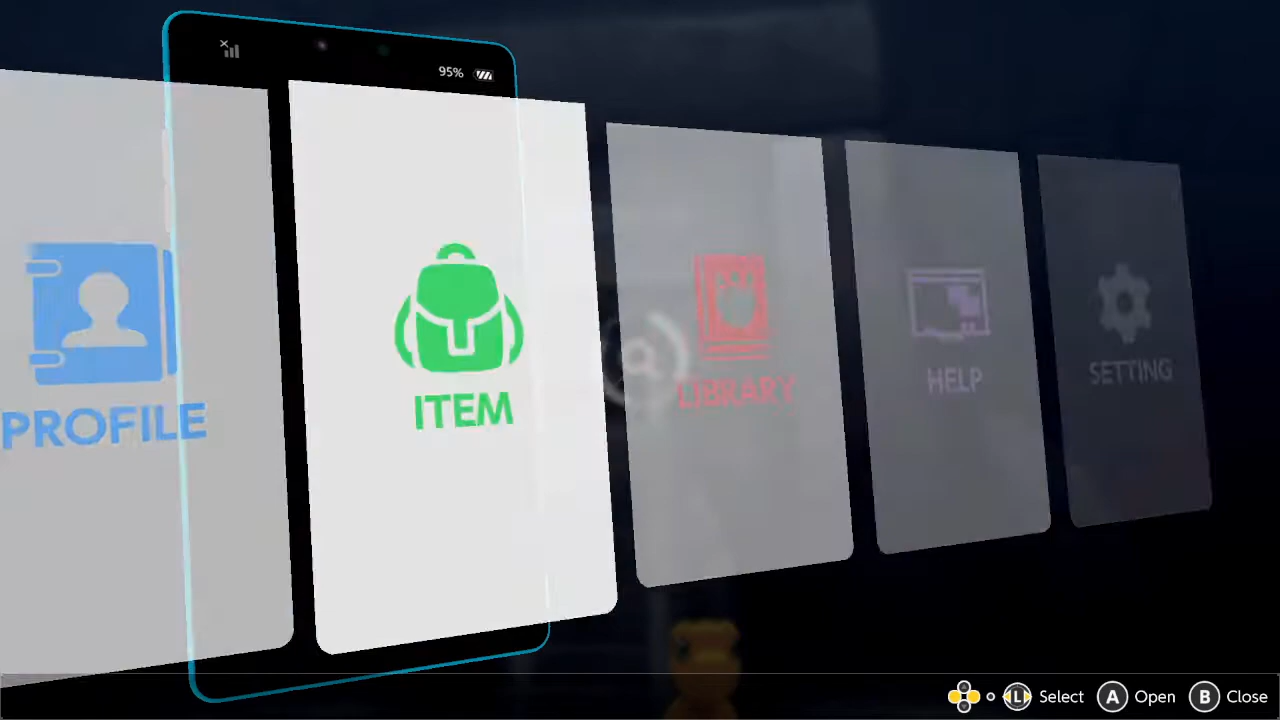 95%
PROFILE
ITEM
LIBRARY
HELP
SETTING
L Select A Open B Close